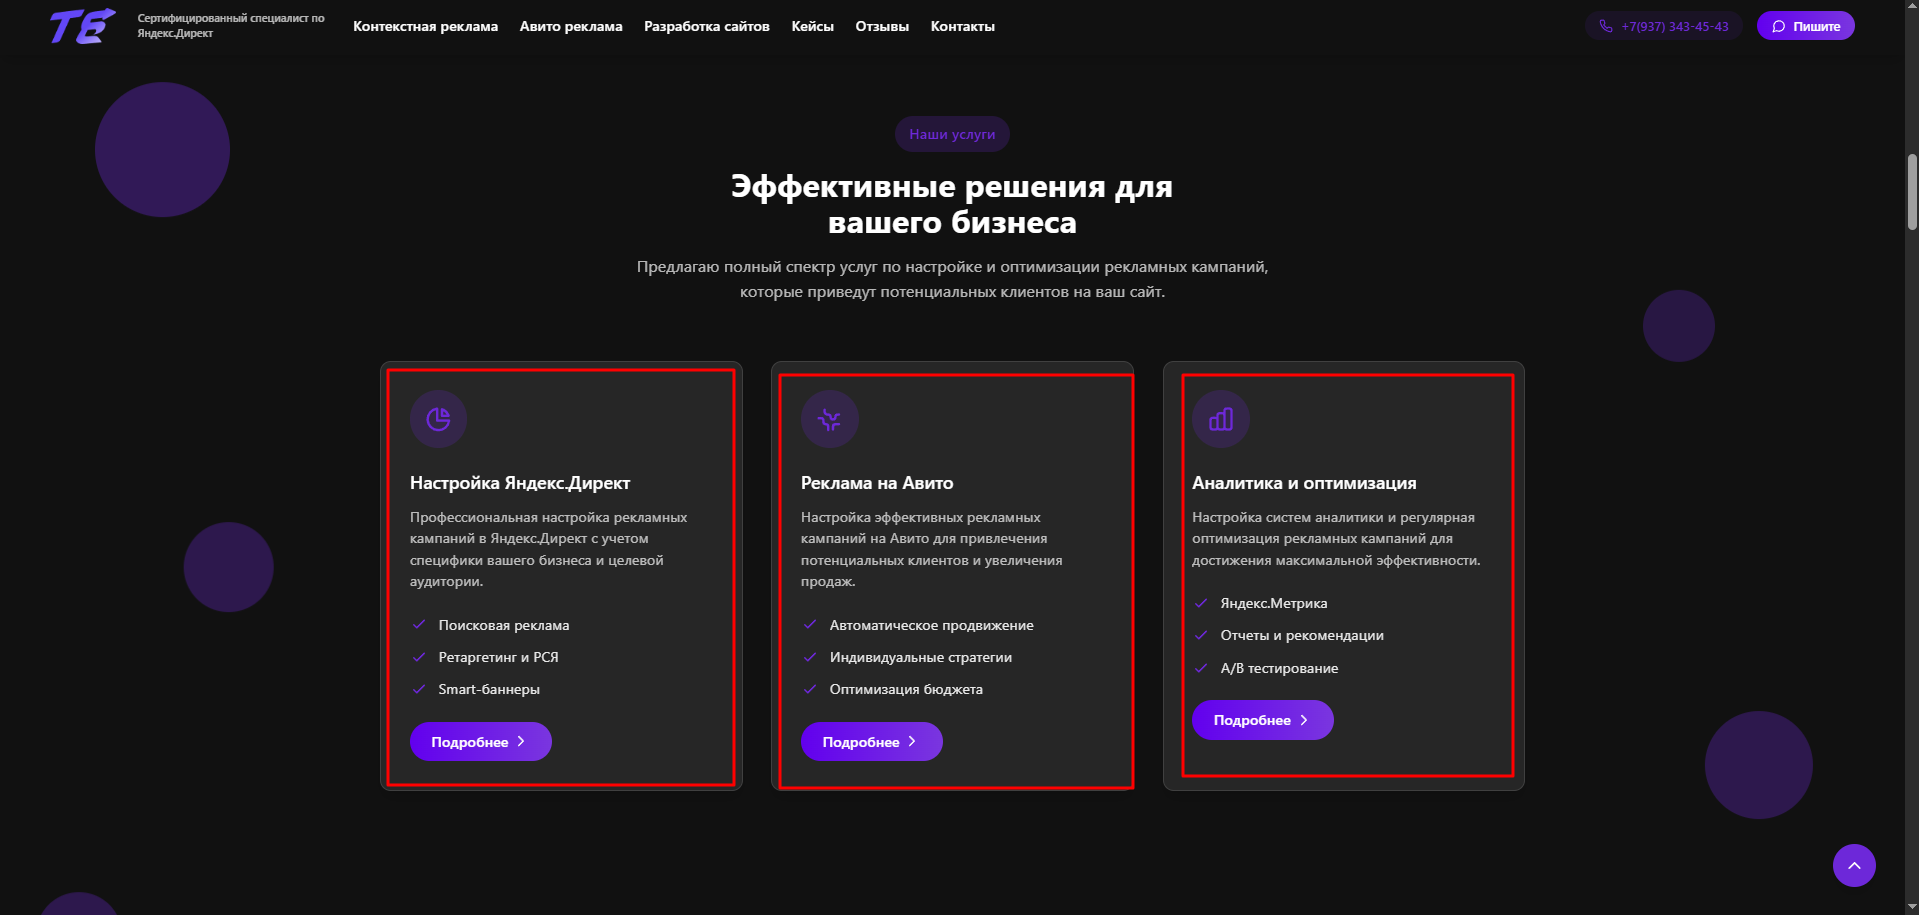 TE
Сертифицированный специалист по
Яндекс.Директ
Контекстная реклама
Авито реклама
Разработка сайтов
Кейсы
Отзывы
Контакты
+7(937) 343-45-43
Пишите
Наши услуги
Эффективные решения для
вашего бизнеса
Предлагаю полный спектр услуг по настройке и оптимизации рекламных кампаний,
которые приведут потенциальных клиентов на ваш сайт.
Настройка Яндекс.Директ
Профессиональная настройка рекламных
кампаний в Яндекс.Директ с учетом
специфики вашего бизнеса и целевой
аудитории.
Поисковая реклама
Ретаргетинг и РСЯ
Smart-баннеры
Подробнее
Реклама на Авито
Настройка эффективных рекламных
кампаний на Авито для привлечения
потенциальных клиентов и увеличения
продаж.
Автоматическое продвижение
Индивидуальные стратегии
Оптимизация бюджета
Подробнее
Аналитика и оптимизация
Настройка систем аналитики и регулярная
оптимизация рекламных кампаний для
достижения максимальной эффективности.
Яндекс.Метрика
Отчеты и рекомендации
A/B тестирование
Подробнее